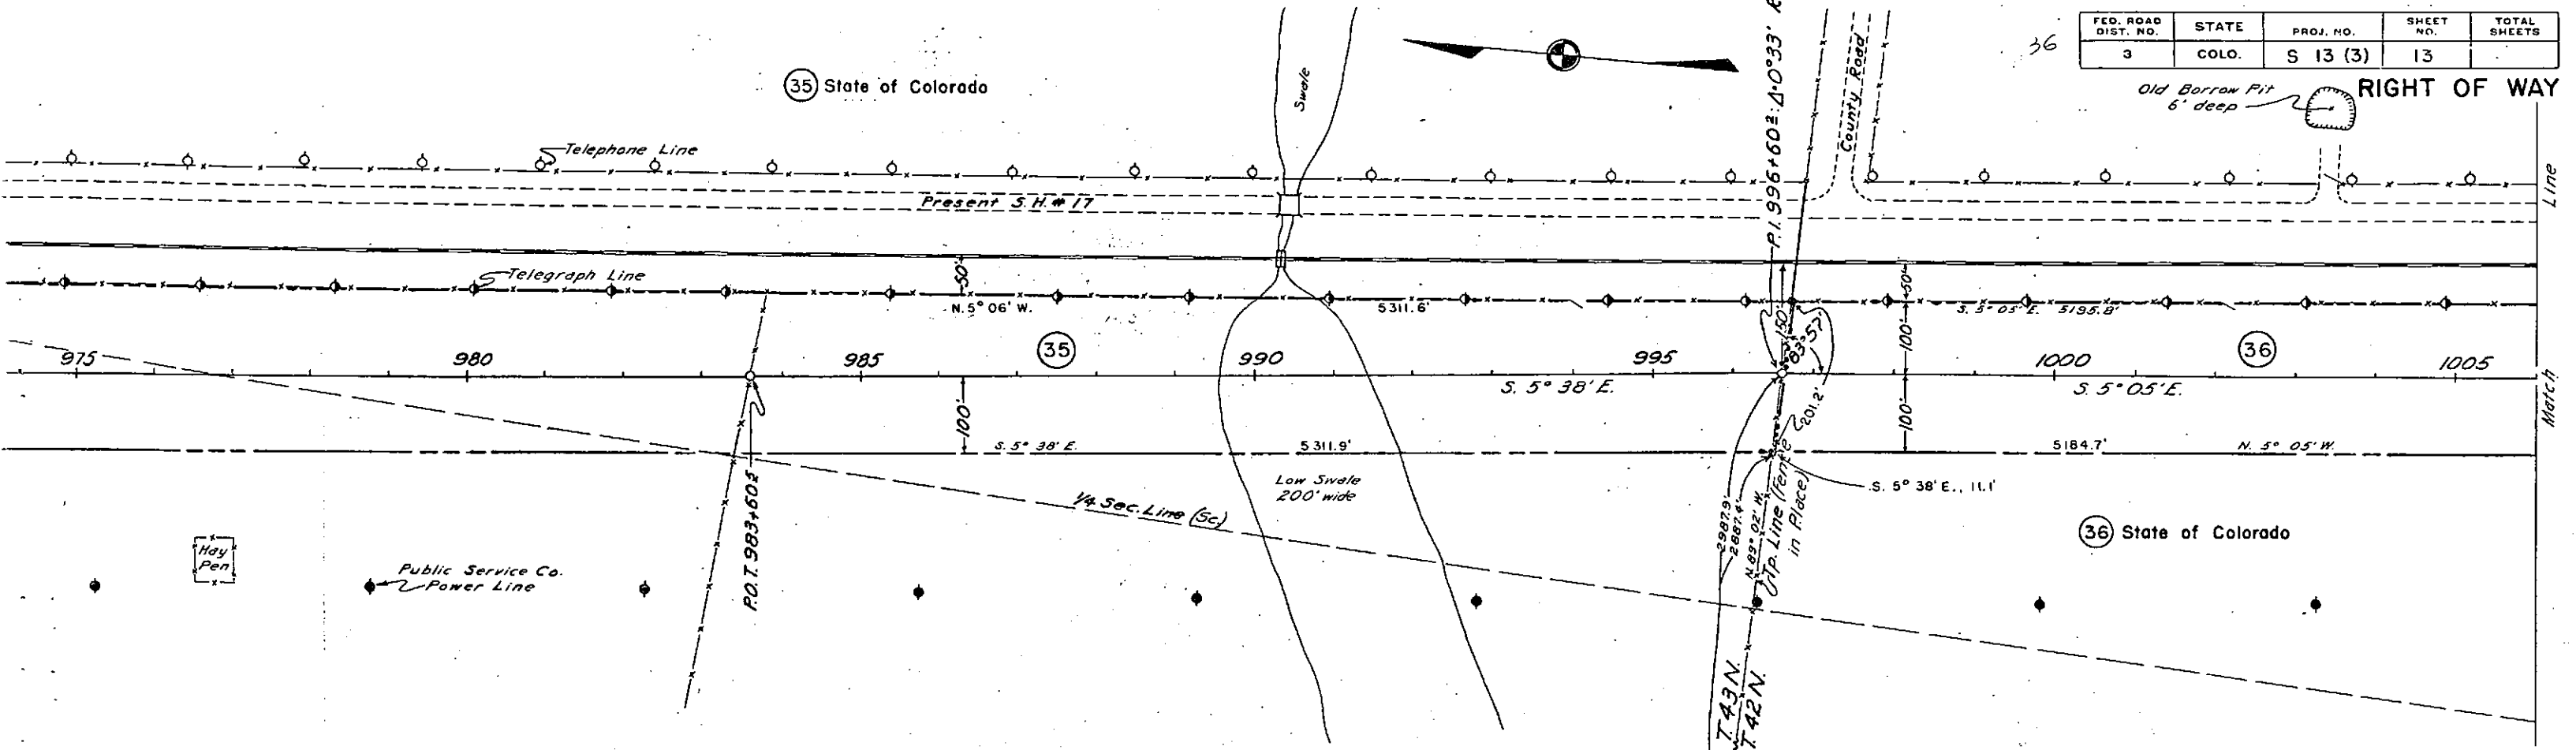 FED. ROAD DIST. NO. STATE PROJ. NO. SHEET NO. TOTAL SHEETS
3 COLO. S 13 (3) 13
36
RIGHT OF WAY
Old Borrow Pit
6' deep
35 State of Colorado
Swale
County Road
P.I. 996+60²: Δ=0°33'
Telephone Line
Present S.H. # 17
Line
Telegraph Line
50'
N. 5° 06' W.
5311.6'
50'
S. 5° 05' E. 5195.8'
150'
83°57'
100'
975
980
985
35
990
995
1000
36
1005
S. 5° 38' E.
S. 5° 05' E.
Match
100'
201.2'
100'
S. 5° 38' E.
5311.9'
5184.7'
N. 5° 05' W.
Low Swale
200' wide
1/4 Sec. Line (Sc.)
P.O.T. 983+60²
2987.9'
2887.4'
N. 89° 02' W.
Tp. Line (Fence
in Place)
S. 5° 38' E., 11.1'
36 State of Colorado
Hay
Pen
Public Service Co.
Power Line
T. 43 N.
T. 42 N.